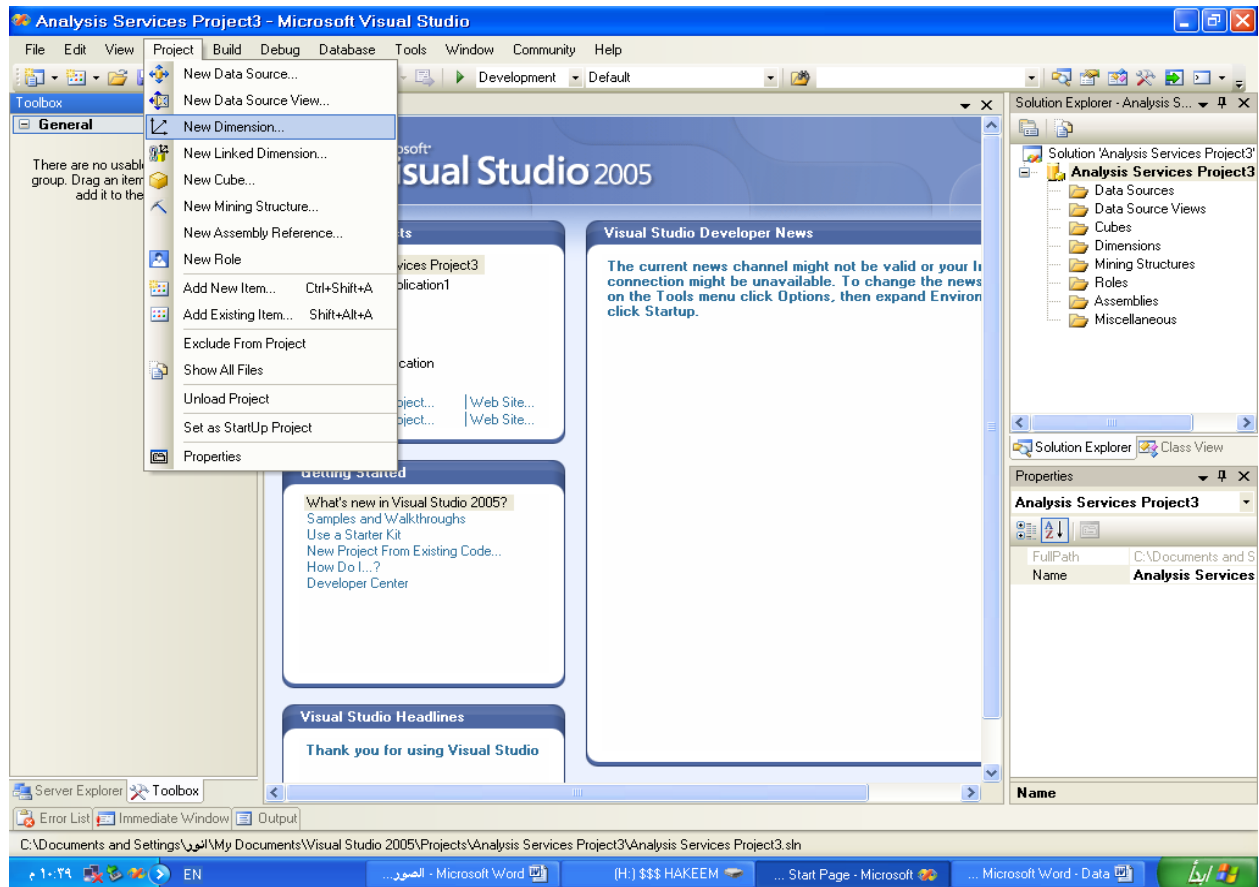 Analysis Services Project3 - Microsoft Visual Studio
File Edit View Project Build Debug Database Tools Window Community Help
Development Default
Toolbox
General
There are no usabl
group. Drag an item
add it to the
New Data Source...
New Data Source View...
New Dimension...
New Linked Dimension...
New Cube...
New Mining Structure...
New Assembly Reference...
New Role
Add New Item... Ctrl+Shift+A
Add Existing Item... Shift+Alt+A
Exclude From Project
Show All Files
Unload Project
Set as StartUp Project
Properties
osoft
isual Studio 2005
ts
vices Project3
plication1
cation
oject... Web Site...
oject... Web Site...
Getting Started
What's new in Visual Studio 2005?
Samples and Walkthroughs
Use a Starter Kit
New Project From Existing Code...
How Do I...?
Developer Center
Visual Studio Headlines
Thank you for using Visual Studio
Visual Studio Developer News
The current news channel might not be valid or your In
connection might be unavailable. To change the news
on the Tools menu click Options, then expand Environ
click Startup.
Solution Explorer - Analysis S...
Solution 'Analysis Services Project3'
Analysis Services Project3
Data Sources
Data Source Views
Cubes
Dimensions
Mining Structures
Roles
Assemblies
Miscellaneous
Solution Explorer Class View
Properties
Analysis Services Project3
FullPath C:\Documents and S
Name Analysis Services
Name
Server Explorer Toolbox
Error List Immediate Window Output
C:\Documents and Settings\انور\My Documents\Visual Studio 2005\Projects\Analysis Services Project3\Analysis Services Project3.sln
١٠:٣٩ م EN ...الصور - Microsoft Word (H:) $$$ HAKEEM ... Start Page - Microsoft ... Microsoft Word - Data ابدأ